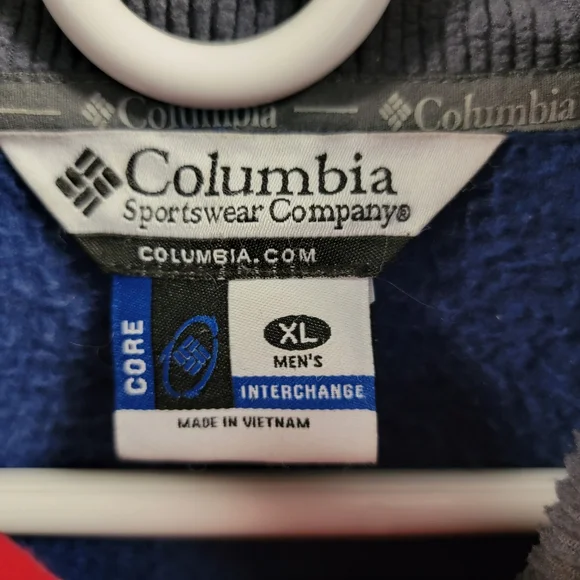 Columbia Columbia
Columbia
Sportswear Company®
COLUMBIA.COM
CORE
XL
MEN'S
INTERCHANGE
MADE IN VIETNAM